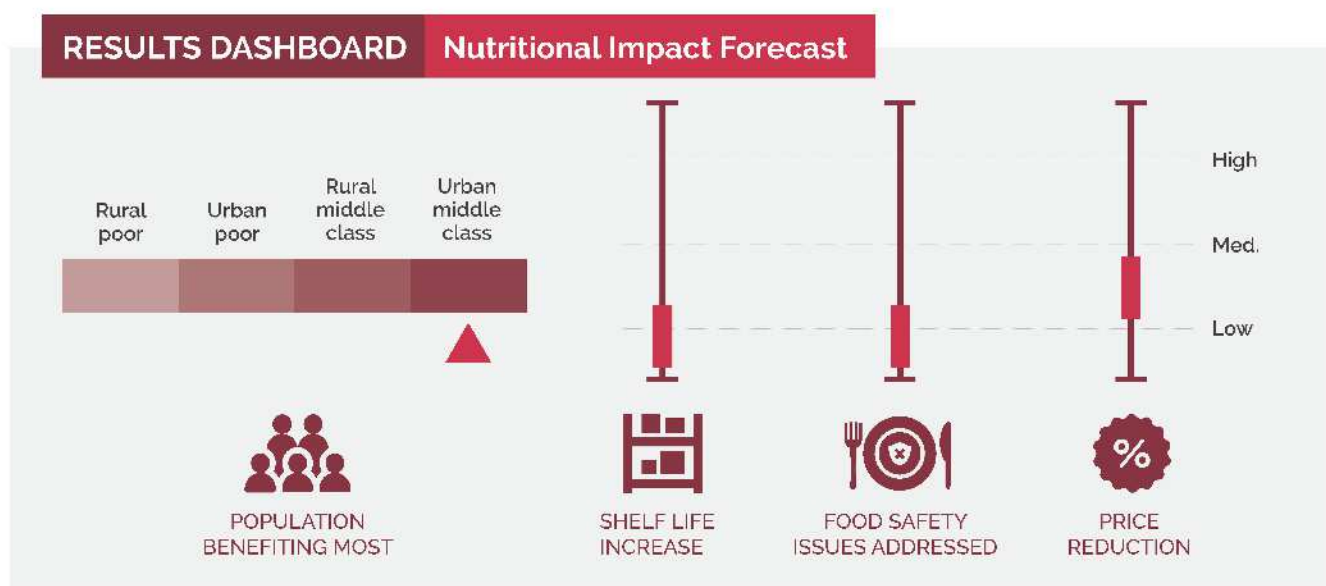 RESULTS DASHBOARD Nutritional Impact Forecast
Rural
poor
Urban
poor
Rural
middle
class
Urban
middle
class
High
Med.
Low
POPULATION
BENEFITING MOST
SHELF LIFE
INCREASE
FOOD SAFETY
ISSUES ADDRESSED
%
PRICE
REDUCTION